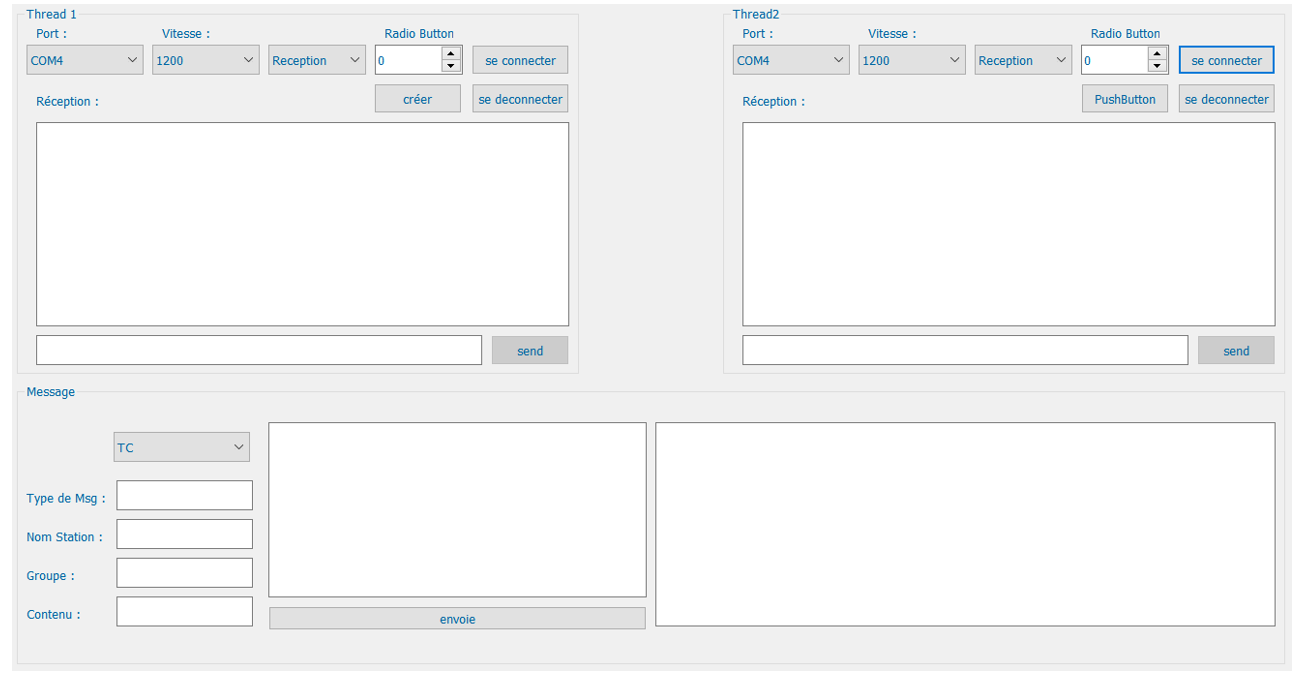 Thread 1
Port :
Vitesse :
Radio Button
COM4
1200
Reception
0
se connecter
Réception :
créer
se deconnecter
send
Thread2
Port :
Vitesse :
Radio Button
COM4
1200
Reception
0
se connecter
Réception :
PushButton
se deconnecter
send
Message
TC
Type de Msg :
Nom Station :
Groupe :
Contenu :
envoie